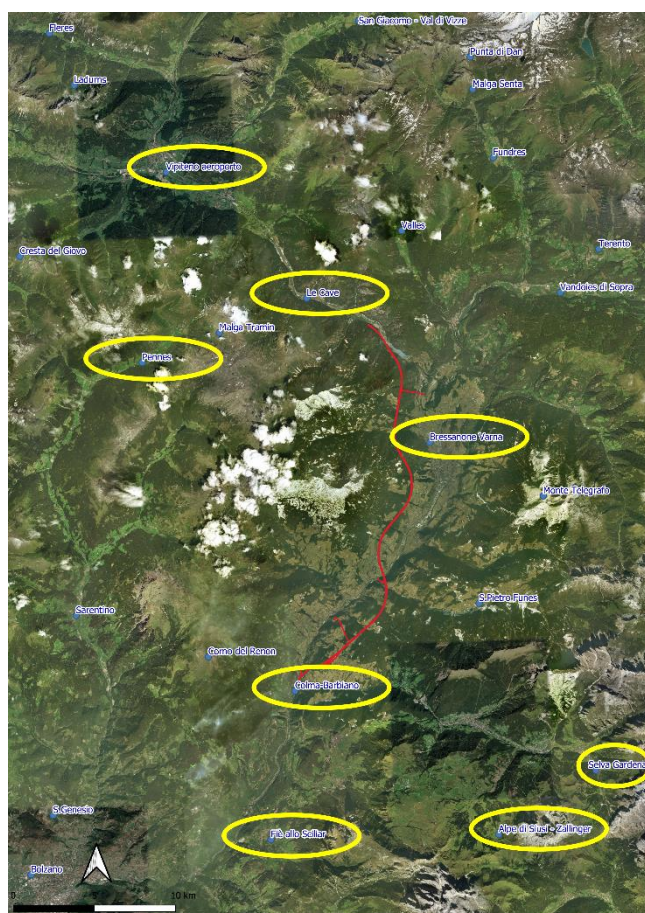 San Giacomo - Val di Vizze
Fleres
Punta di Dan
Ladurns
Malga Senta
Fundres
Vipiteno aeroporto
Valles
Terento
Cresta del Giovo
Vandoies di Sopra
Le Cave
Malga Tramin
Pennes
Bressanone Varna
Monte Telegrafo
S.Pietro Funes
Sarentino
Corno del Renon
Colma-Barbiano
Selva Gardena
S.Genesio
Fiè allo Sciliar
Alpe di Siusi - Zallinger
Bolzano
0
10 km